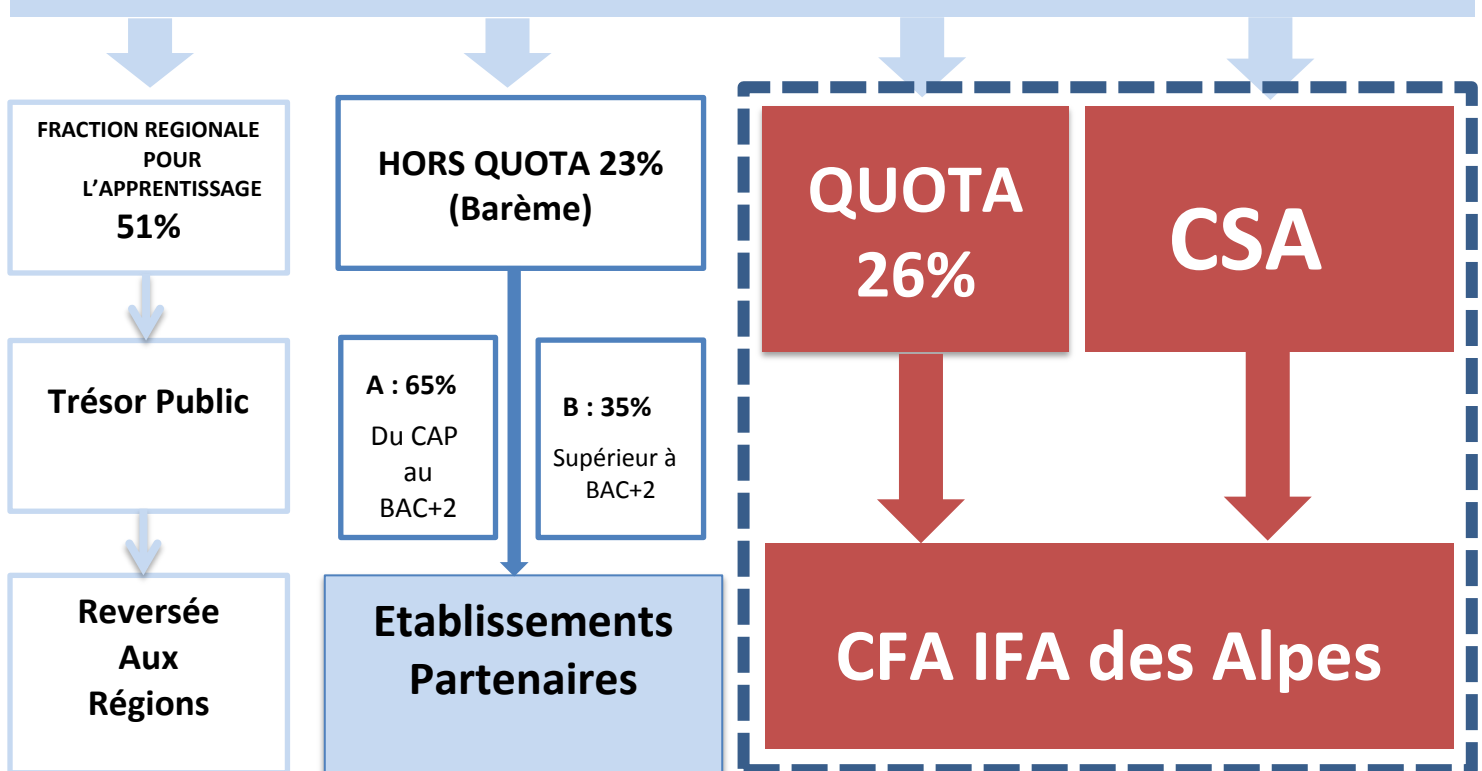 FRACTION REGIONALE
POUR
L’APPRENTISSAGE
51%
Trésor Public
Reversée
Aux
Régions
HORS QUOTA 23%
(Barème)
A : 65%
Du CAP
au
BAC+2
B : 35%
Supérieur à
BAC+2
Etablissements
Partenaires
QUOTA
26%
CSA
CFA IFA des Alpes